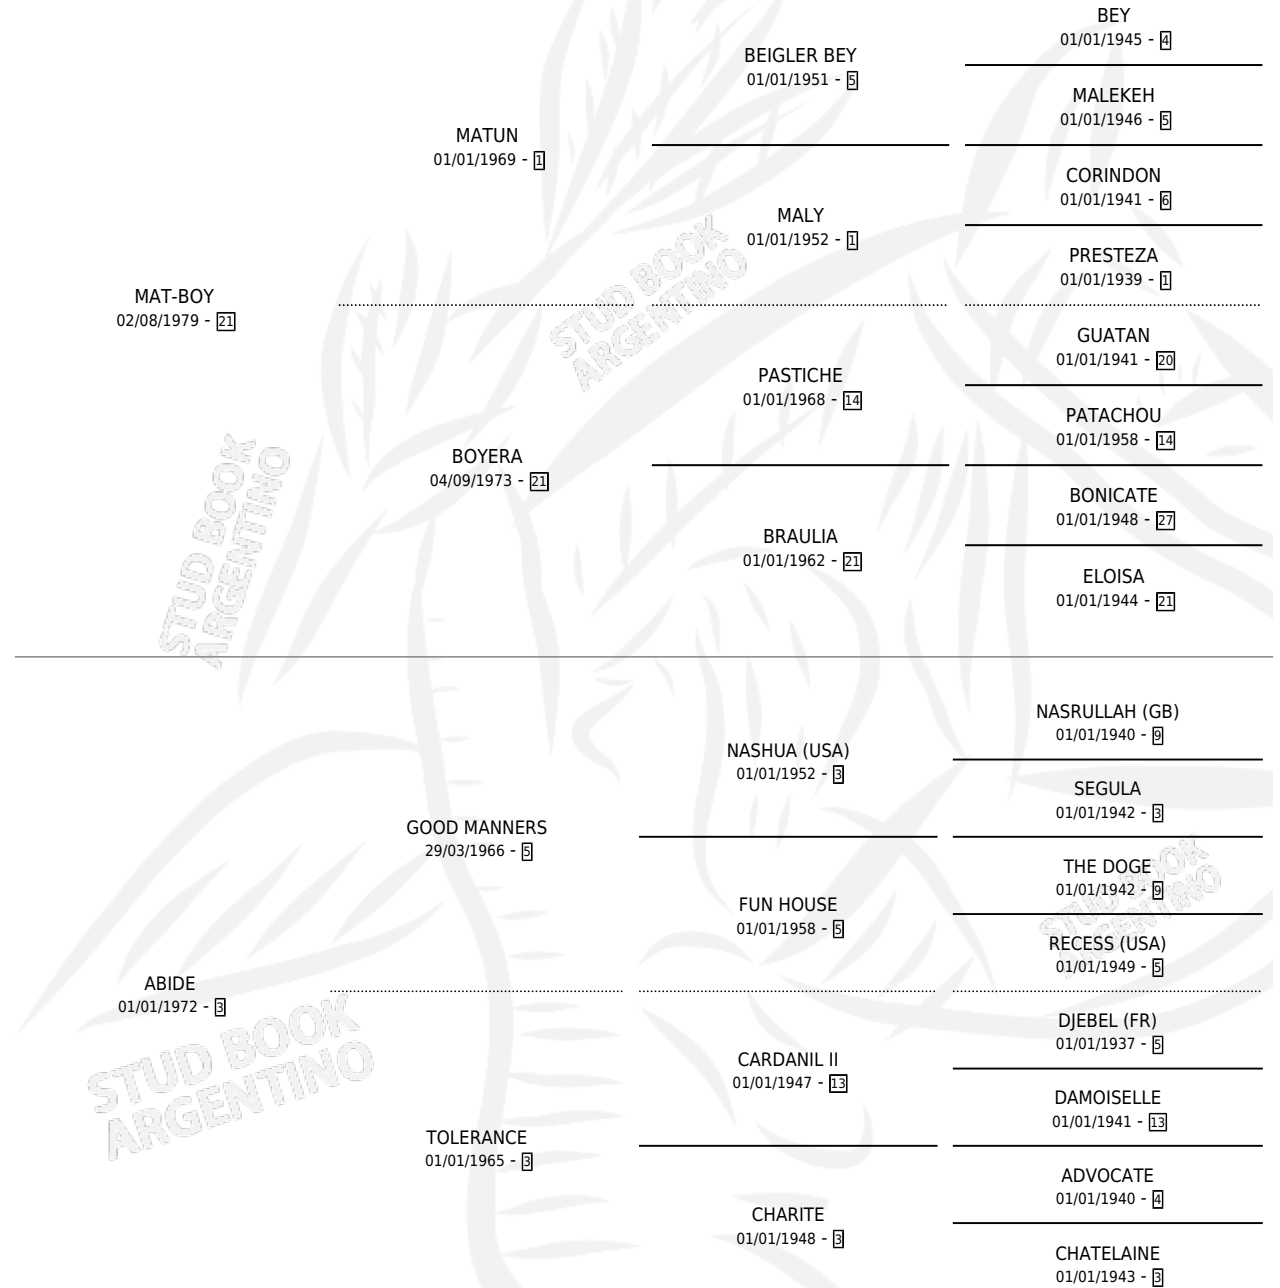 BEY
01/01/1945 - 4
BEIGLER BEY
01/01/1951 - 5
MALEKEH
01/01/1946 - 5
MATUN
01/01/1969 - 1
CORINDON
01/01/1941 - 6
MALY
01/01/1952 - 1
PRESTEZA
01/01/1939 - 1
MAT-BOY
02/08/1979 - 21
GUATAN
01/01/1941 - 20
PASTICHE
01/01/1968 - 14
PATACHOU
01/01/1958 - 14
BOYERA
04/09/1973 - 21
BONICATE
01/01/1948 - 27
BRAULIA
01/01/1962 - 21
ELOISA
01/01/1944 - 21
STUD BOOK
ARGENTINO
STUD BOOK
ARGENTINO
NASRULLAH (GB)
01/01/1940 - 9
NASHUA (USA)
01/01/1952 - 3
SEGULA
01/01/1942 - 3
GOOD MANNERS
29/03/1966 - 5
THE DOGE
01/01/1942 - 9
FUN HOUSE
01/01/1958 - 5
RECESS (USA)
01/01/1949 - 5
ABIDE
01/01/1972 - 3
DJEBEL (FR)
01/01/1937 - 5
CARDANIL II
01/01/1947 - 13
DAMOISELLE
01/01/1941 - 13
TOLERANCE
01/01/1965 - 3
ADVOCATE
01/01/1940 - 4
CHARITE
01/01/1948 - 3
CHATELAINE
01/01/1943 - 3
STUD BOOK
ARGENTINO
STUD BOOK
ARGENTINO